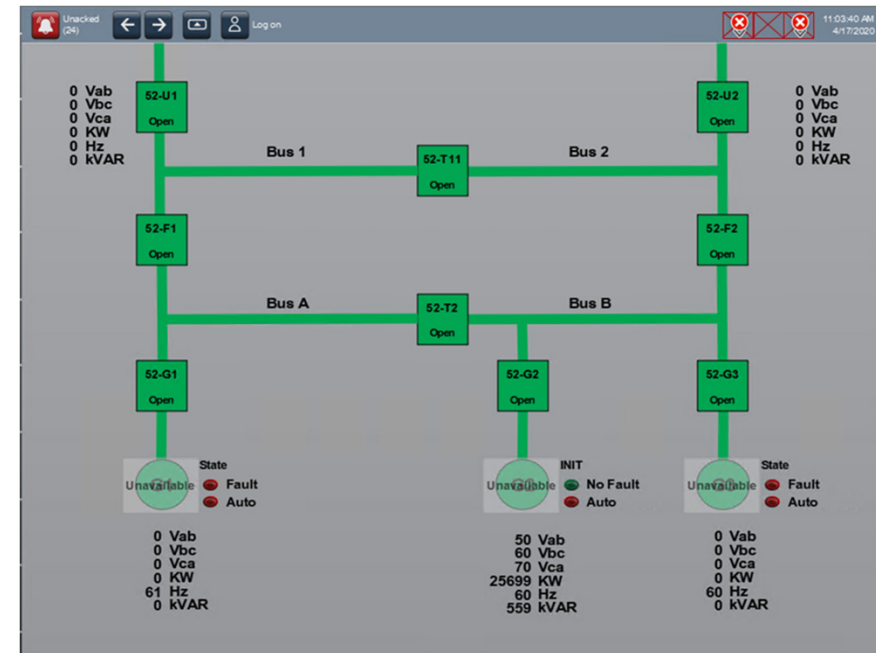 Unacked
(24)
Log on
11:03:40 AM
4/17/2020
0 Vab
0 Vbc
0 Vca
0 KW
0 Hz
0 kVAR
52-U1
Open
52-U2
Open
0 Vab
0 Vbc
0 Vca
0 KW
0 Hz
0 kVAR
Bus 1
52-T11
Open
Bus 2
52-F1
Open
52-F2
Open
Bus A
52-T2
Open
Bus B
52-G1
Open
52-G2
Open
52-G3
Open
Unavailable
State
Fault
Auto
Unavailable
INIT
No Fault
Auto
Unavailable
State
Fault
Auto
0 Vab
0 Vbc
0 Vca
0 KW
61 Hz
0 kVAR
50 Vab
60 Vbc
70 Vca
25699 KW
60 Hz
559 kVAR
0 Vab
0 Vbc
0 Vca
0 KW
60 Hz
0 kVAR